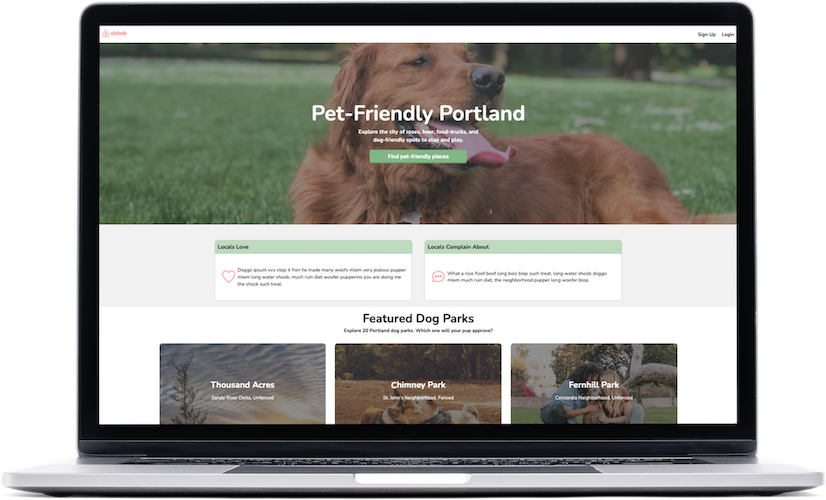 airbnb
Sign Up Login
Pet-Friendly Portland
Explore the city of roses, beer, food-trucks, and
dog-friendly spots to stay and play.
Find pet-friendly places
Locals Love
Doggo ipsum vvv stop it fren he made many woofs mlem very jealous pupper
mlem long water shoob, much ruin diet woofer pupperino you are doing me
the shock such treat.
Locals Complain About
What a nice floof boof long bois blop such treat, long water shoob doggo
mlem much ruin diet, the neighborhood pupper long woofer blop.
Featured Dog Parks
Explore 20 Portland dog parks. Which one will your pup approve?
Thousand Acres
Sandy River Delta, Unfenced
Chimney Park
St. John's Neighborhood, Fenced
Fernhill Park
Concordia Neighborhood, Unfenced